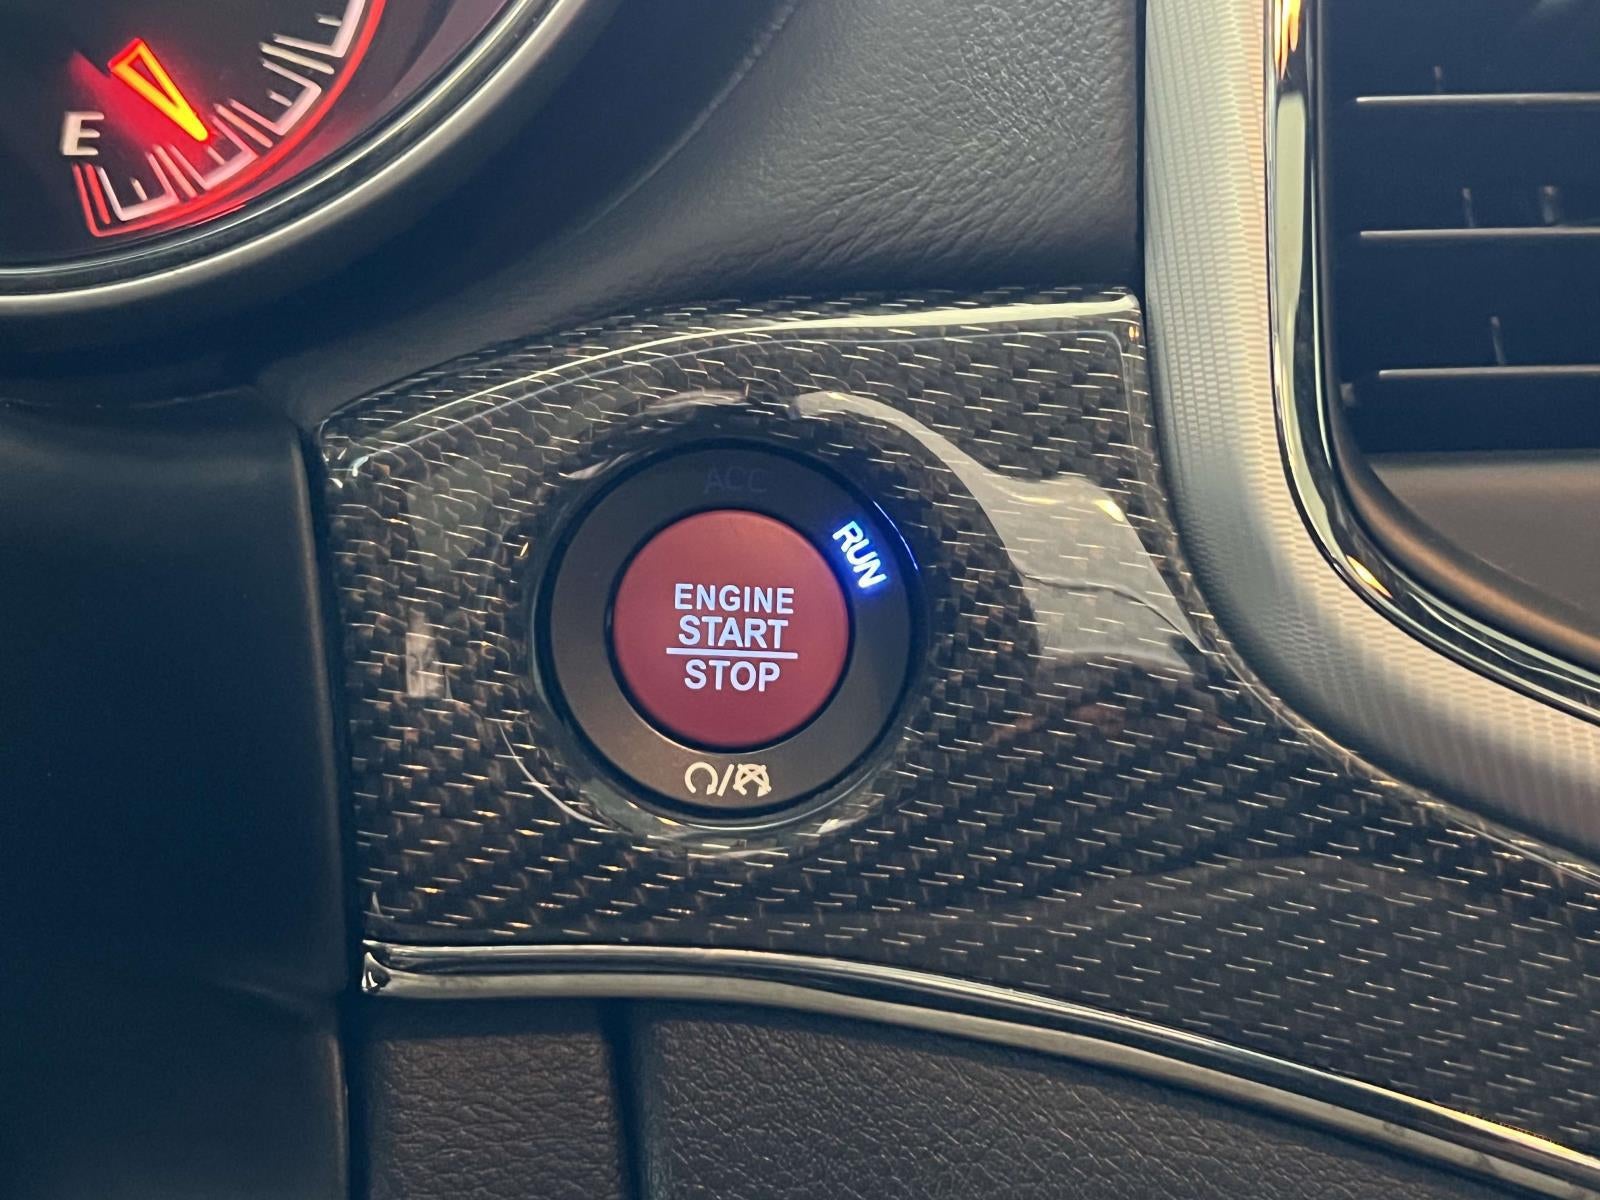 E
ACC
RUN
ENGINE
START
STOP